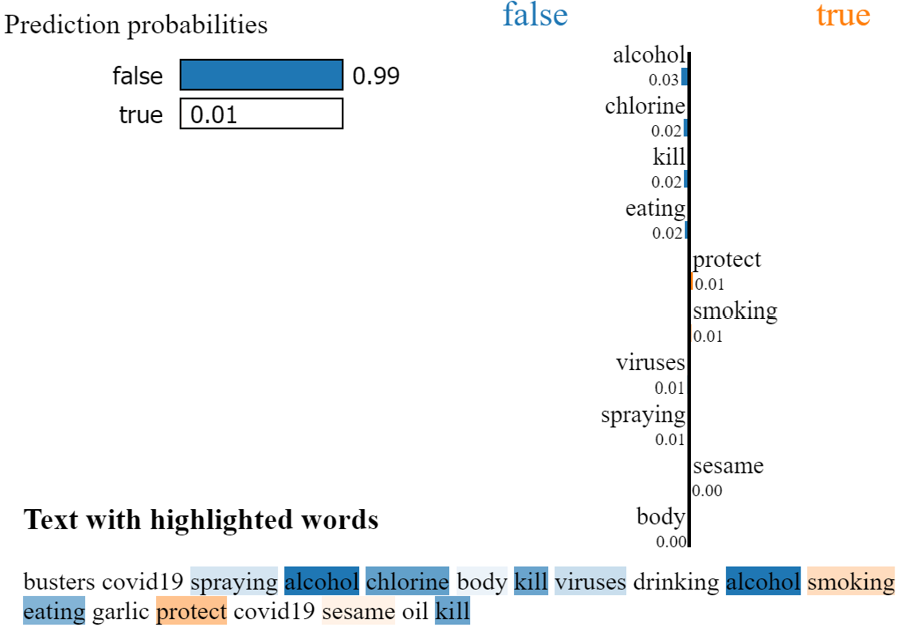 Prediction probabilities
false 0.99
true 0.01
false true
alcohol
0.03
chlorine
0.02
kill
0.02
eating
0.02
protect
0.01
smoking
0.01
viruses
0.01
spraying
0.01
sesame
0.00
body
0.00
Text with highlighted words
busters covid19 spraying alcohol chlorine body kill viruses drinking alcohol smoking
eating garlic protect covid19 sesame oil kill